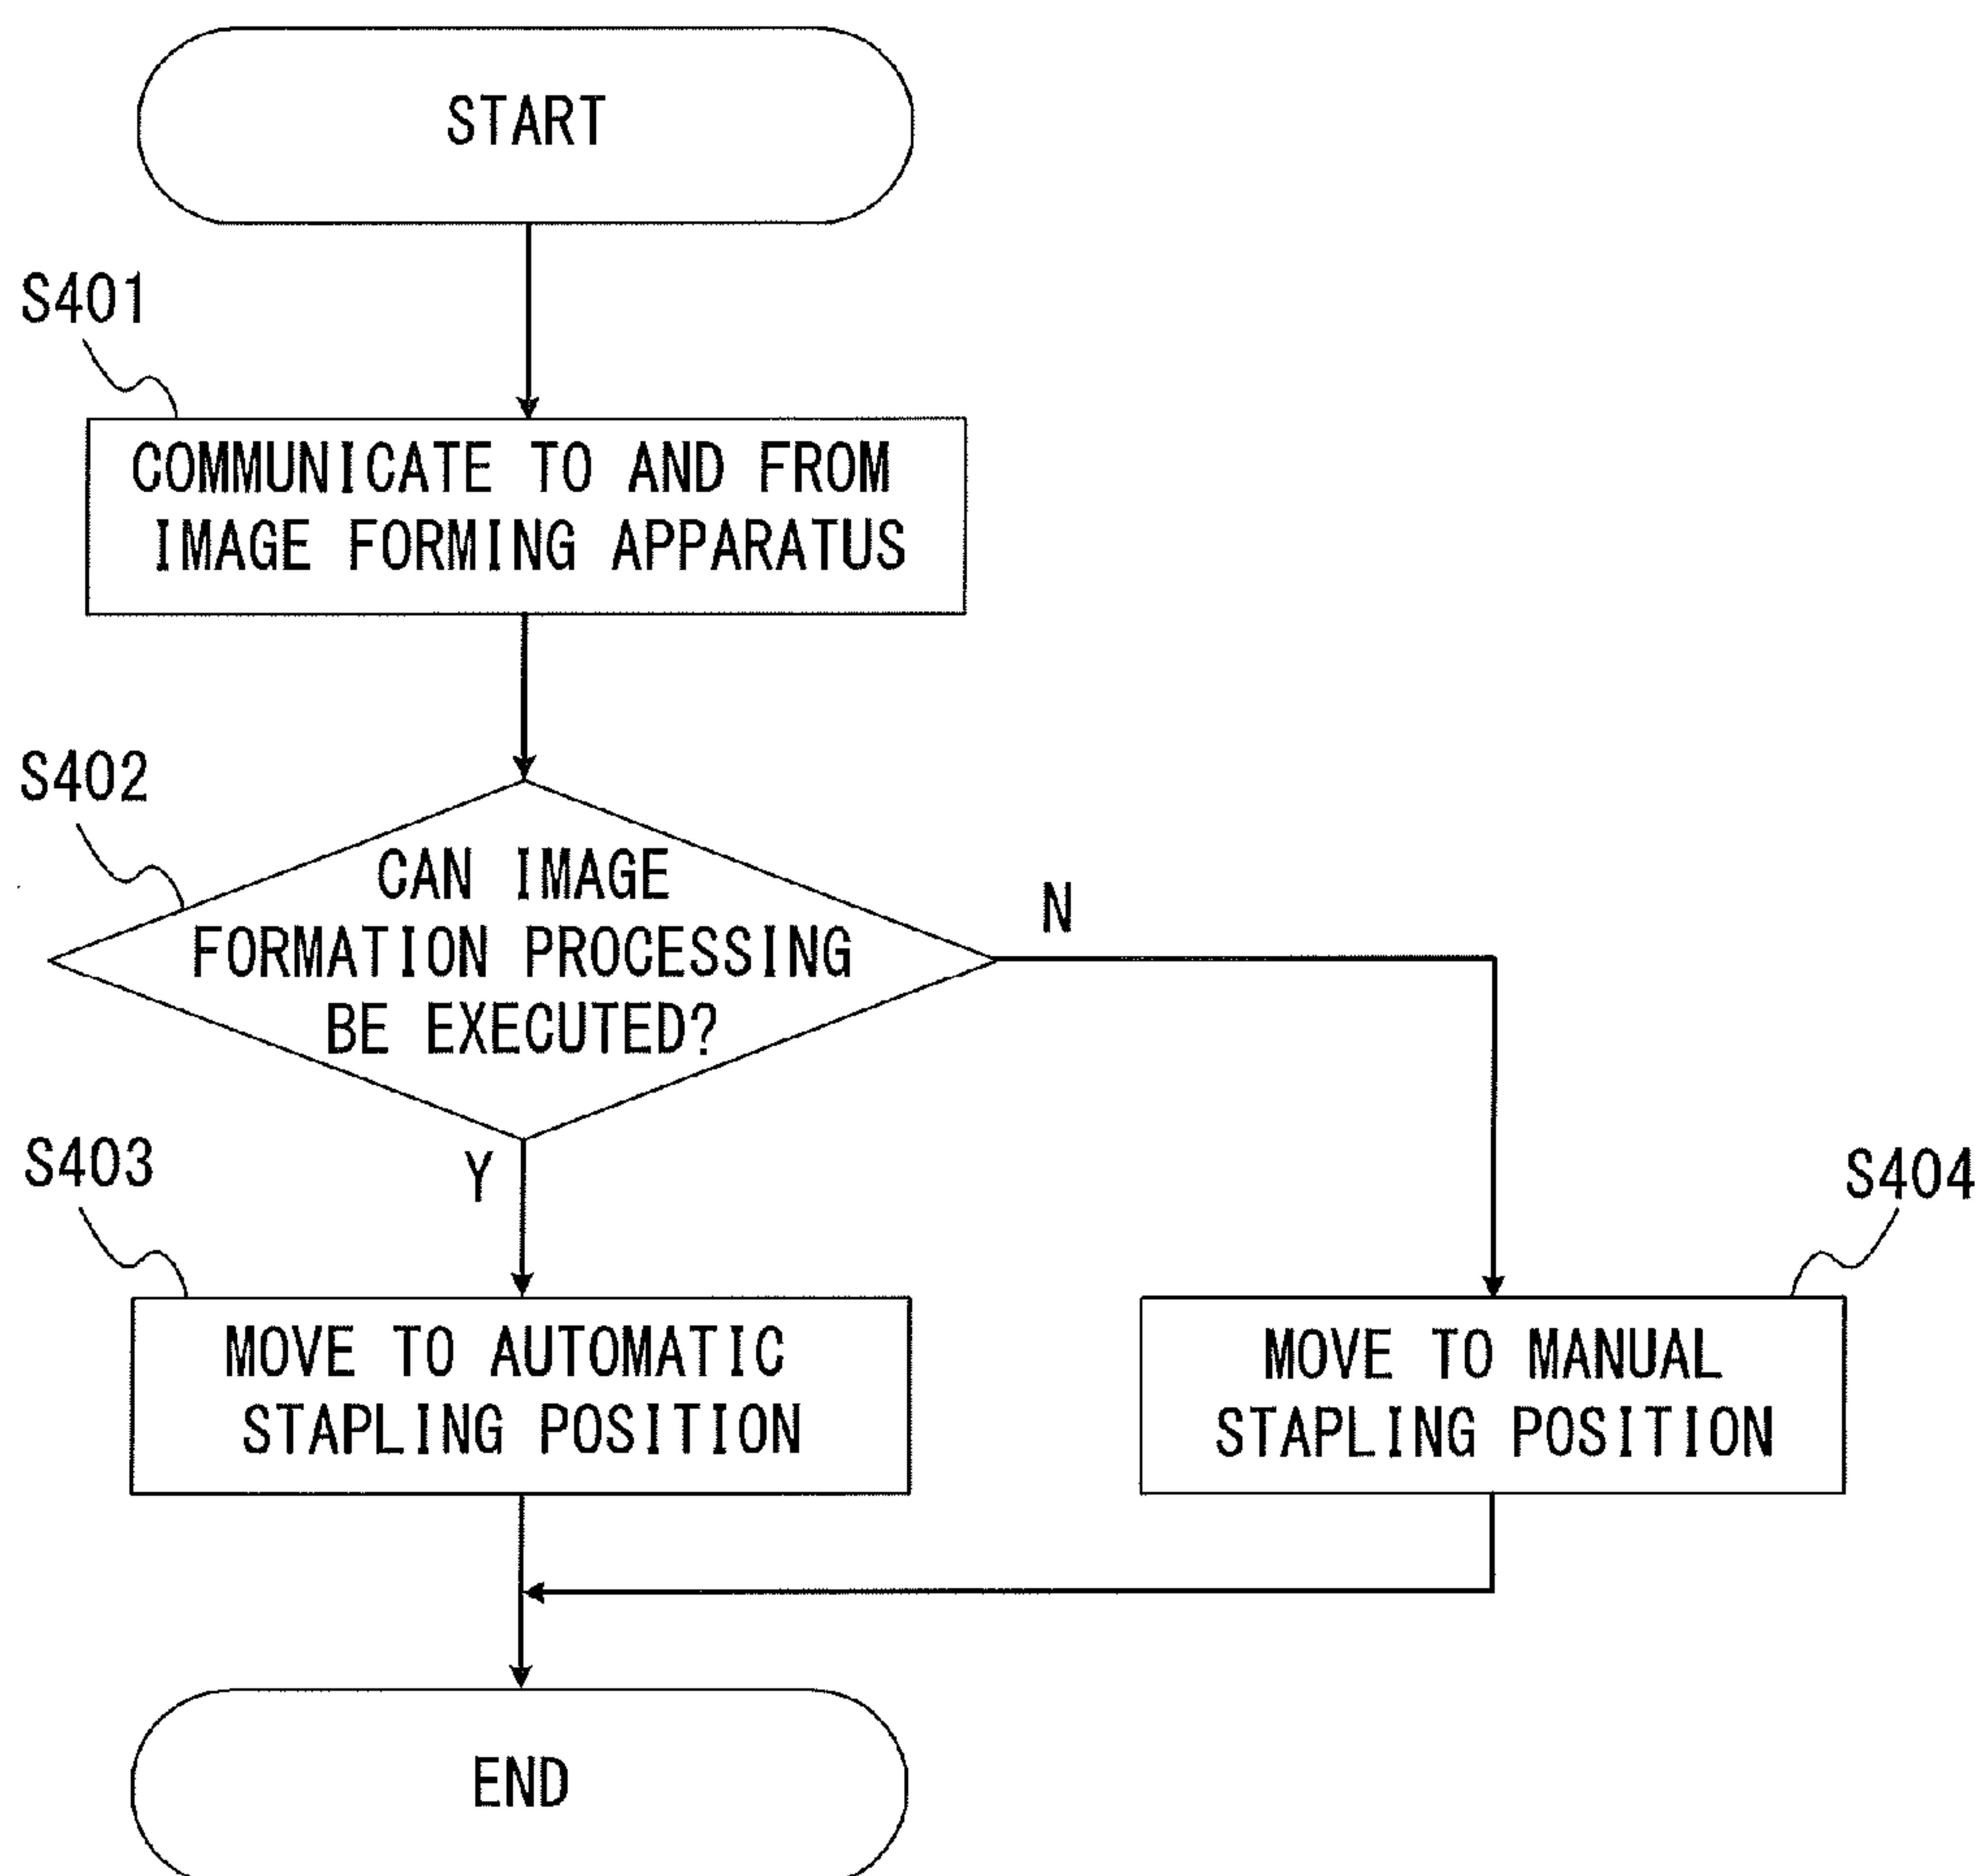 START
S401
COMMUNICATE TO AND FROM
IMAGE FORMING APPARATUS
S402
CAN IMAGE
FORMATION PROCESSING
BE EXECUTED?
N
Y
S403
MOVE TO AUTOMATIC
STAPLING POSITION
S404
MOVE TO MANUAL
STAPLING POSITION
END